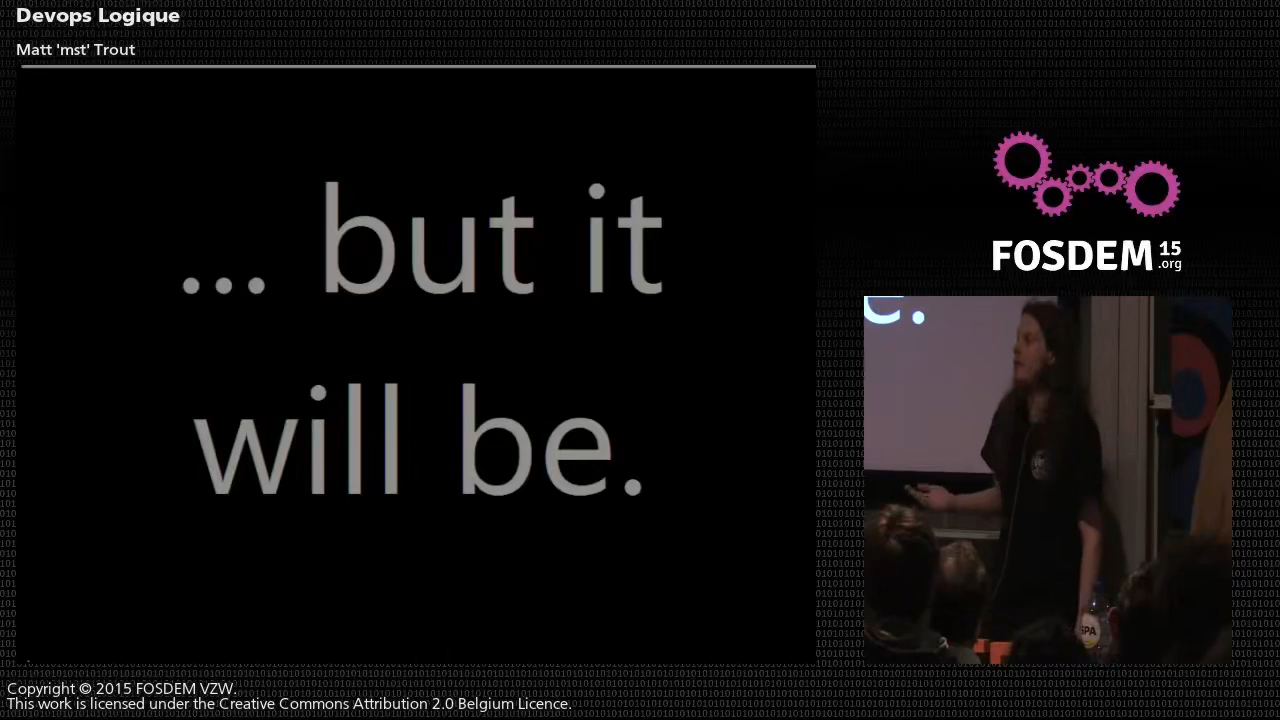 Devops Logique
Matt 'mst' Trout
... but it
will be.
FOSDEM 15
.org
e.
SPA
Copyright © 2015 FOSDEM VZW.
This work is licensed under the Creative Commons Attribution 2.0 Belgium Licence.